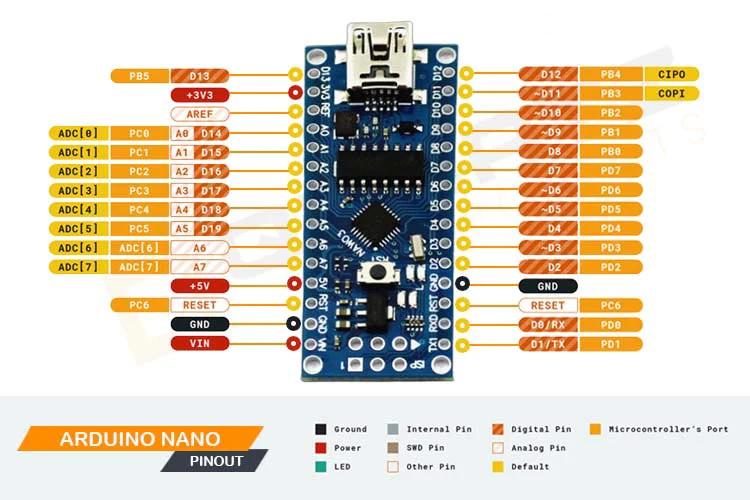 PB5 D13 D12 PB4 CIPO
+3V3 ~D11 PB3 COPI
AREF ~D10 PB2
ADC[0] PC0 A0 D14 ~D9 PB1
ADC[1] PC1 A1 D15 D8 PB0
ADC[2] PC2 A2 D16 D7 PD7
ADC[3] PC3 A3 D17 ~D6 PD6
ADC[4] PC4 A4 D18 ~D5 PD5
ADC[5] PC5 A5 D19 D4 PD4
ADC[6] ADC[6] A6 ~D3 PD3
ADC[7] ADC[7] A7 D2 PD2
+5V GND
PC6 RESET RESET PC6
GND D0/RX PD0
VIN D1/TX PD1
D13 D12
3V3 D11
REF D10
A0 D9
A1 D8
A2 D7
A3 D6
A4 D5
A5 D4
A6 D3
A7 D2
5V GND
RST RST
GND RXD
VIN TX1
RST
1
ARDUINO NANO
PINOUT
Ground Internal Pin Digital Pin Microcontroller's Port
Power SWD Pin Analog Pin
LED Other Pin Default